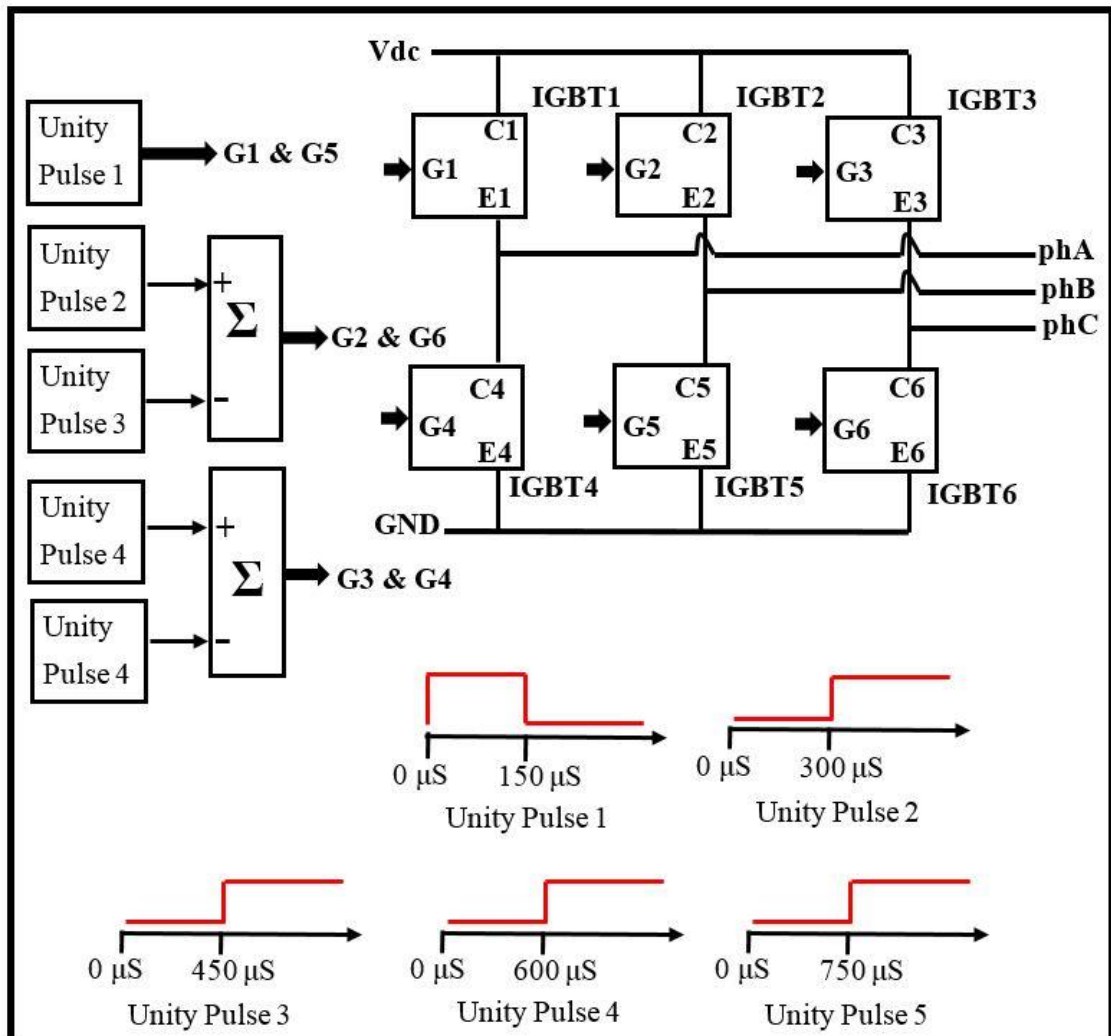 Vdc
IGBT1
IGBT2
IGBT3
Unity
Pulse 1
G1 & G5
C1
G1
E1
C2
G2
E2
C3
G3
E3
Unity
Pulse 2
+
Σ
G2 & G6
Unity
Pulse 3
-
phA
phB
phC
C4
G4
E4
C5
G5
E5
C6
G6
E6
IGBT4
IGBT5
IGBT6
GND
Unity
Pulse 4
+
Σ
G3 & G4
Unity
Pulse 4
-
0 µS
150 µS
Unity Pulse 1
0 µS
300 µS
Unity Pulse 2
0 µS
450 µS
Unity Pulse 3
0 µS
600 µS
Unity Pulse 4
0 µS
750 µS
Unity Pulse 5